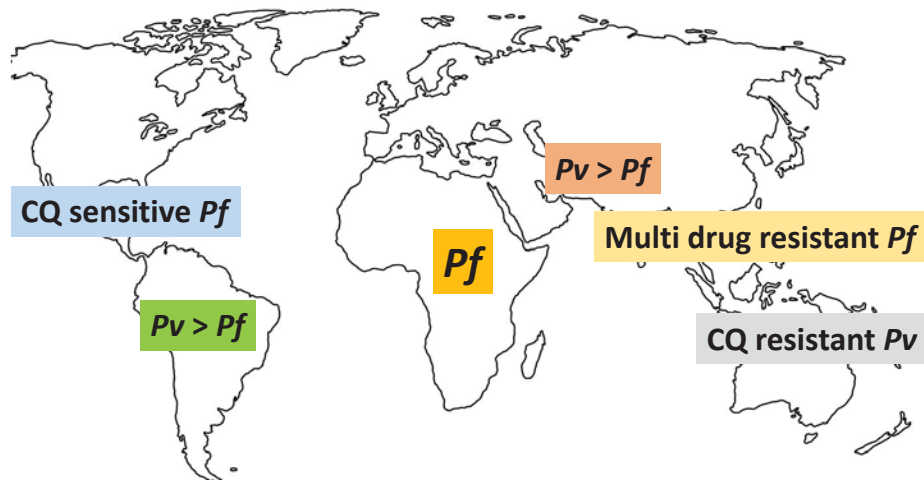 Pv > Pf
CQ sensitive Pf
Multi drug resistant Pf
Pf
Pv > Pf
CQ resistant Pv